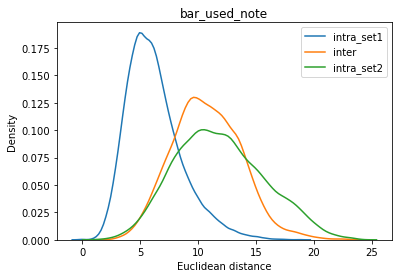 bar_used_note
intra_set1
inter
intra_set2
0.175
0.150
0.125
0.100
0.075
0.050
0.025
0.000
Density
0
5
10
15
20
25
Euclidean distance